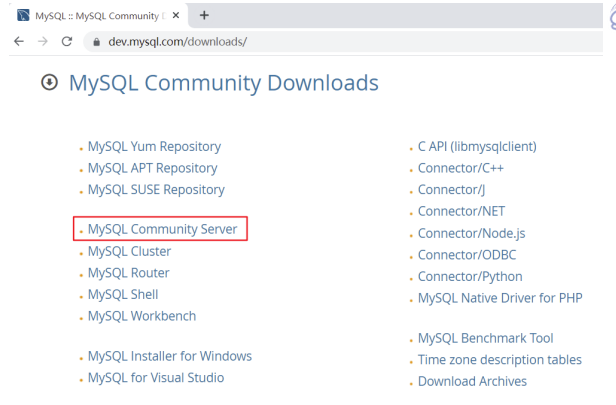 MySQL :: MySQL Community
dev.mysql.com/downloads/
MySQL Community Downloads
MySQL Yum Repository
MySQL APT Repository
MySQL SUSE Repository
MySQL Community Server
MySQL Cluster
MySQL Router
MySQL Shell
MySQL Workbench
MySQL Installer for Windows
MySQL for Visual Studio
C API (libmysqlclient)
Connector/C++
Connector/J
Connector/NET
Connector/Node.js
Connector/ODBC
Connector/Python
MySQL Native Driver for PHP
MySQL Benchmark Tool
Time zone description tables
Download Archives